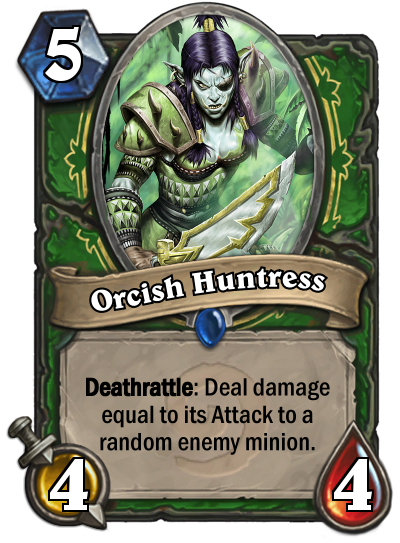 5
Orcish Huntress
Deathrattle: Deal damage
equal to its Attack to a
random enemy minion.
4
4